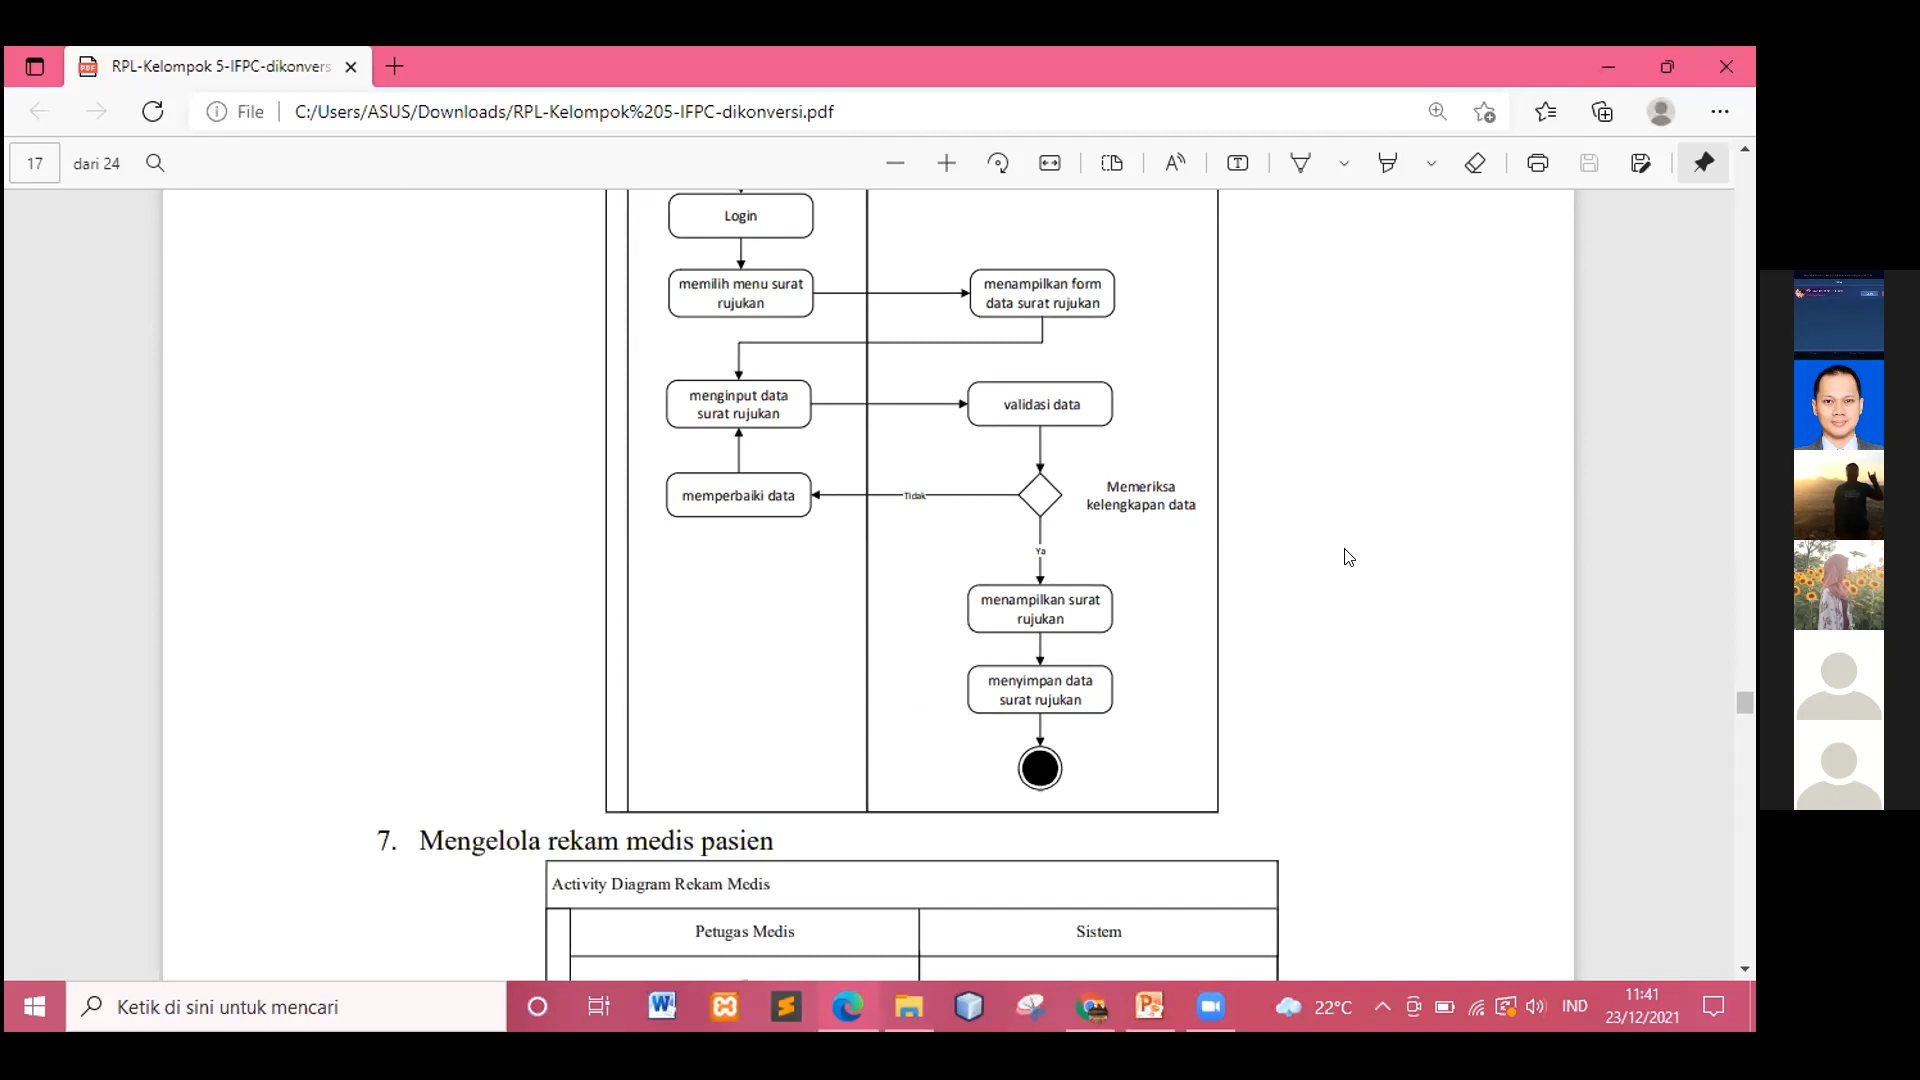 RPL-Kelompok 5-IFPC-dikonvers
File
C:/Users/ASUS/Downloads/RPL-Kelompok%205-IFPC-dikonversi.pdf
17
dari 24
Login
memilih menu surat
rujukan
menampilkan form
data surat rujukan
menginput data
surat rujukan
validasi data
memperbaiki data
Tidak
Memeriksa
kelengkapan data
Ya
menampilkan surat
rujukan
menyimpan data
surat rujukan
7. Mengelola rekam medis pasien
Activity Diagram Rekam Medis
Petugas Medis
Sistem
Ketik di sini untuk mencari
22°C
IND
11:41
23/12/2021